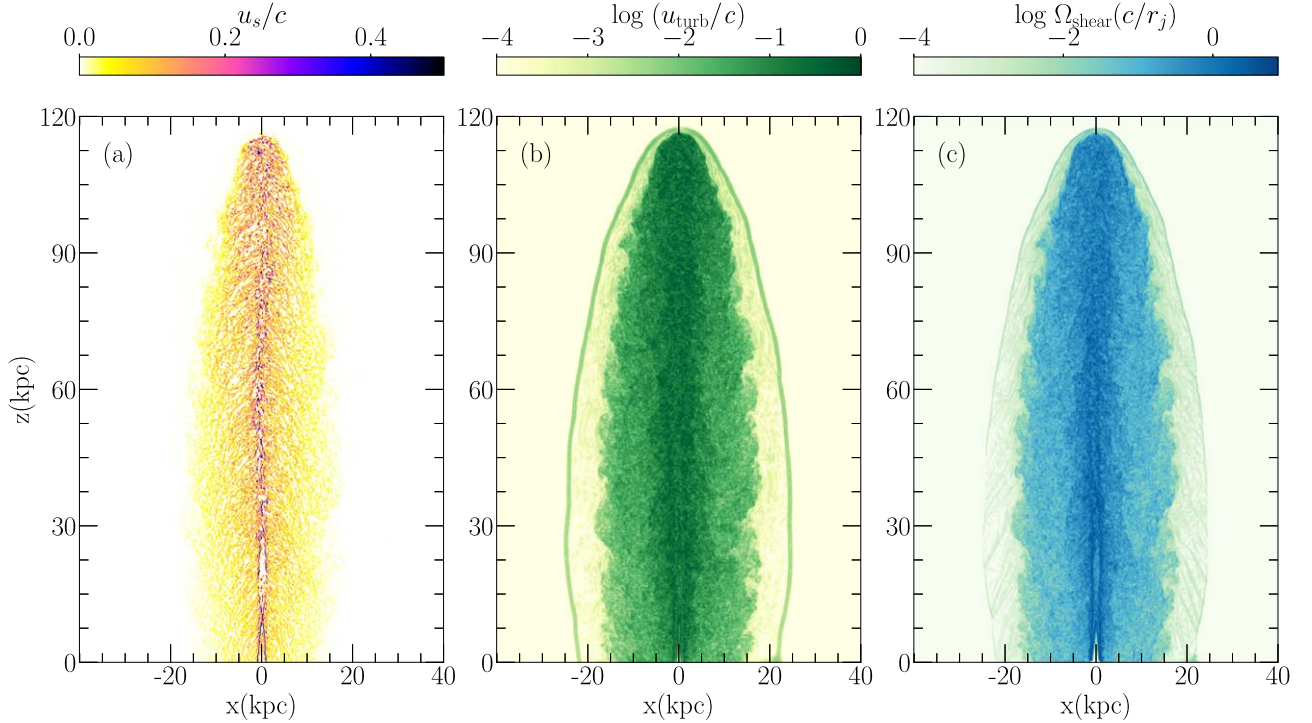 u_s/c
0.0 0.2 0.4
log (u_turb/c)
−4 −3 −2 −1 0
log Ω_shear(c/r_j)
−4 −2 0
(a)
120
90
60
30
0
z(kpc)
-20 0 20 40
x(kpc)
(b)
120
90
60
30
0
-20 0 20 40
x(kpc)
(c)
120
90
60
30
0
-20 0 20 40
x(kpc)